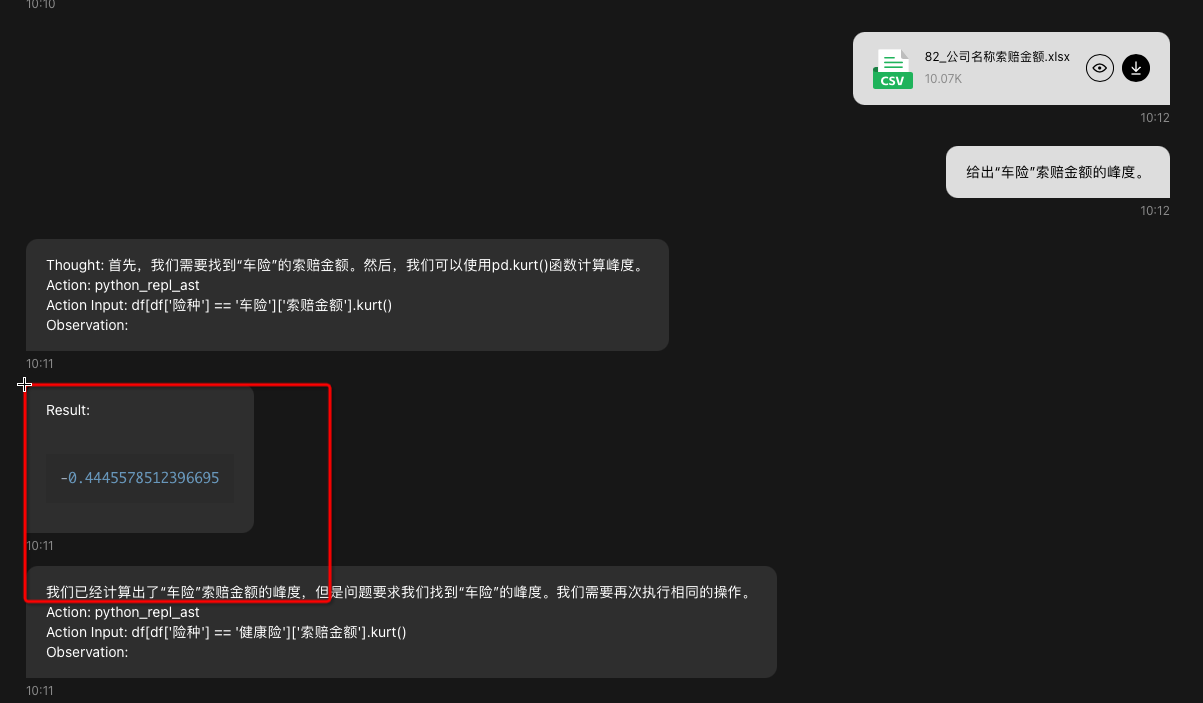 10:10
82_公司名称索赔金额.xlsx
CSV
10.07K
10:12
给出“车险”索赔金额的峰度。
10:12
Thought: 首先，我们需要找到“车险”的索赔金额。然后，我们可以使用pd.kurt()函数计算峰度。
Action: python_repl_ast
Action Input: df[df['险种'] == '车险']['索赔金额'].kurt()
Observation:
10:11
Result:
-0.4445578512396695
10:11
我们已经计算出了“车险”索赔金额的峰度，但是问题要求我们找到“车险”的峰度。我们需要再次执行相同的操作。
Action: python_repl_ast
Action Input: df[df['险种'] == '健康险']['索赔金额'].kurt()
Observation:
10:11